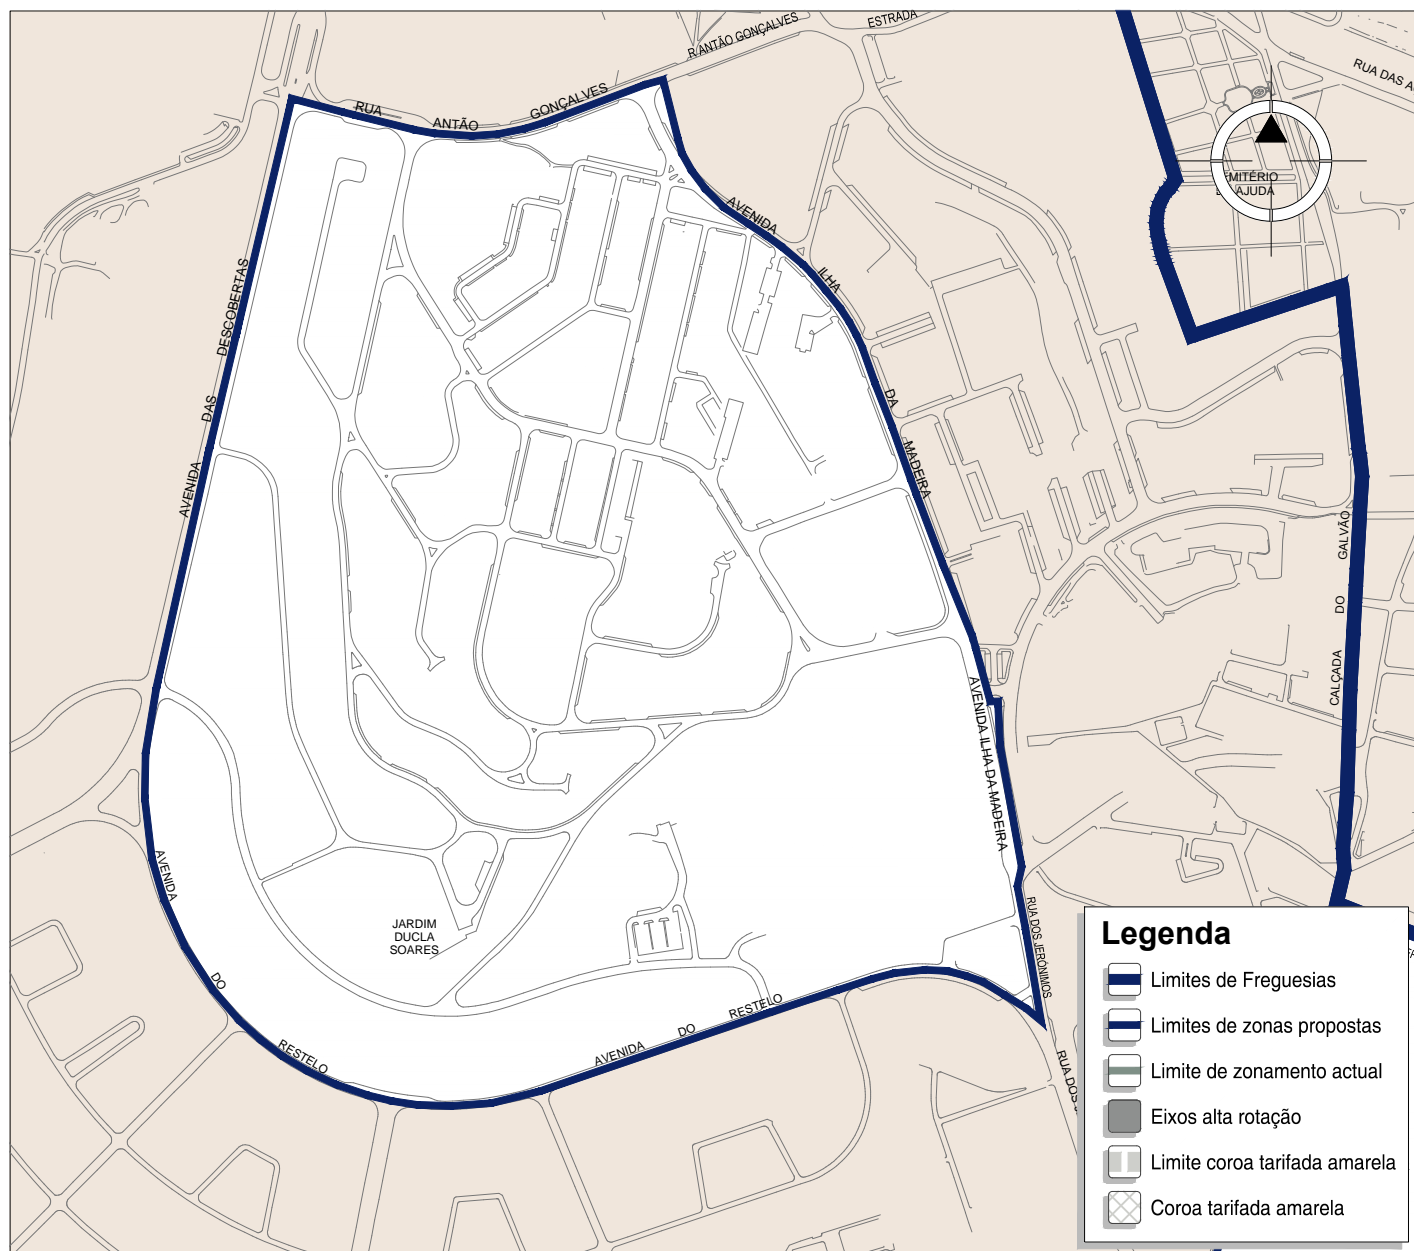 ESTRADA
R ANTÃO GONÇALVES
RUA ANTÃO GONÇALVES
AVENIDA ILHA DA MADEIRA
AVENIDA DAS DESCOBERTAS
AJUDA
CALÇADA DO GALVÃO
AVENIDA ILHA DA MADEIRA
AVENIDA DO RESTELO
JARDIM
DUCLA
SOARES
AVENIDA DO RESTELO
RUA DOS JERÓNIMOS
RUA DOS
Legenda
Limites de Freguesias
Limites de zonas propostas
Limite de zonamento actual
Eixos alta rotação
Limite coroa tarifada amarela
Coroa tarifada amarela